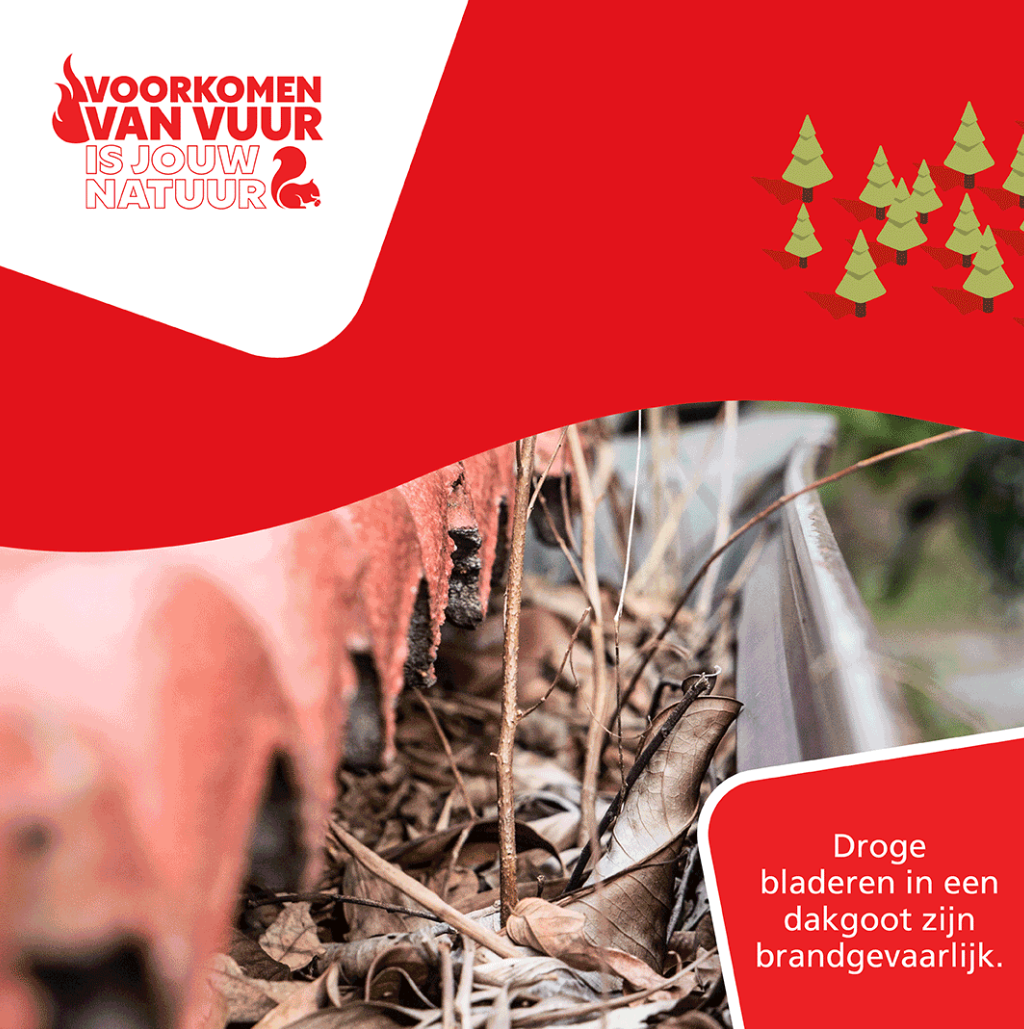 VOORKOMEN
VAN VUUR
IS JOUW
NATUUR
Droge
bladeren in een
dakgoot zijn
brandgevaarlijk.